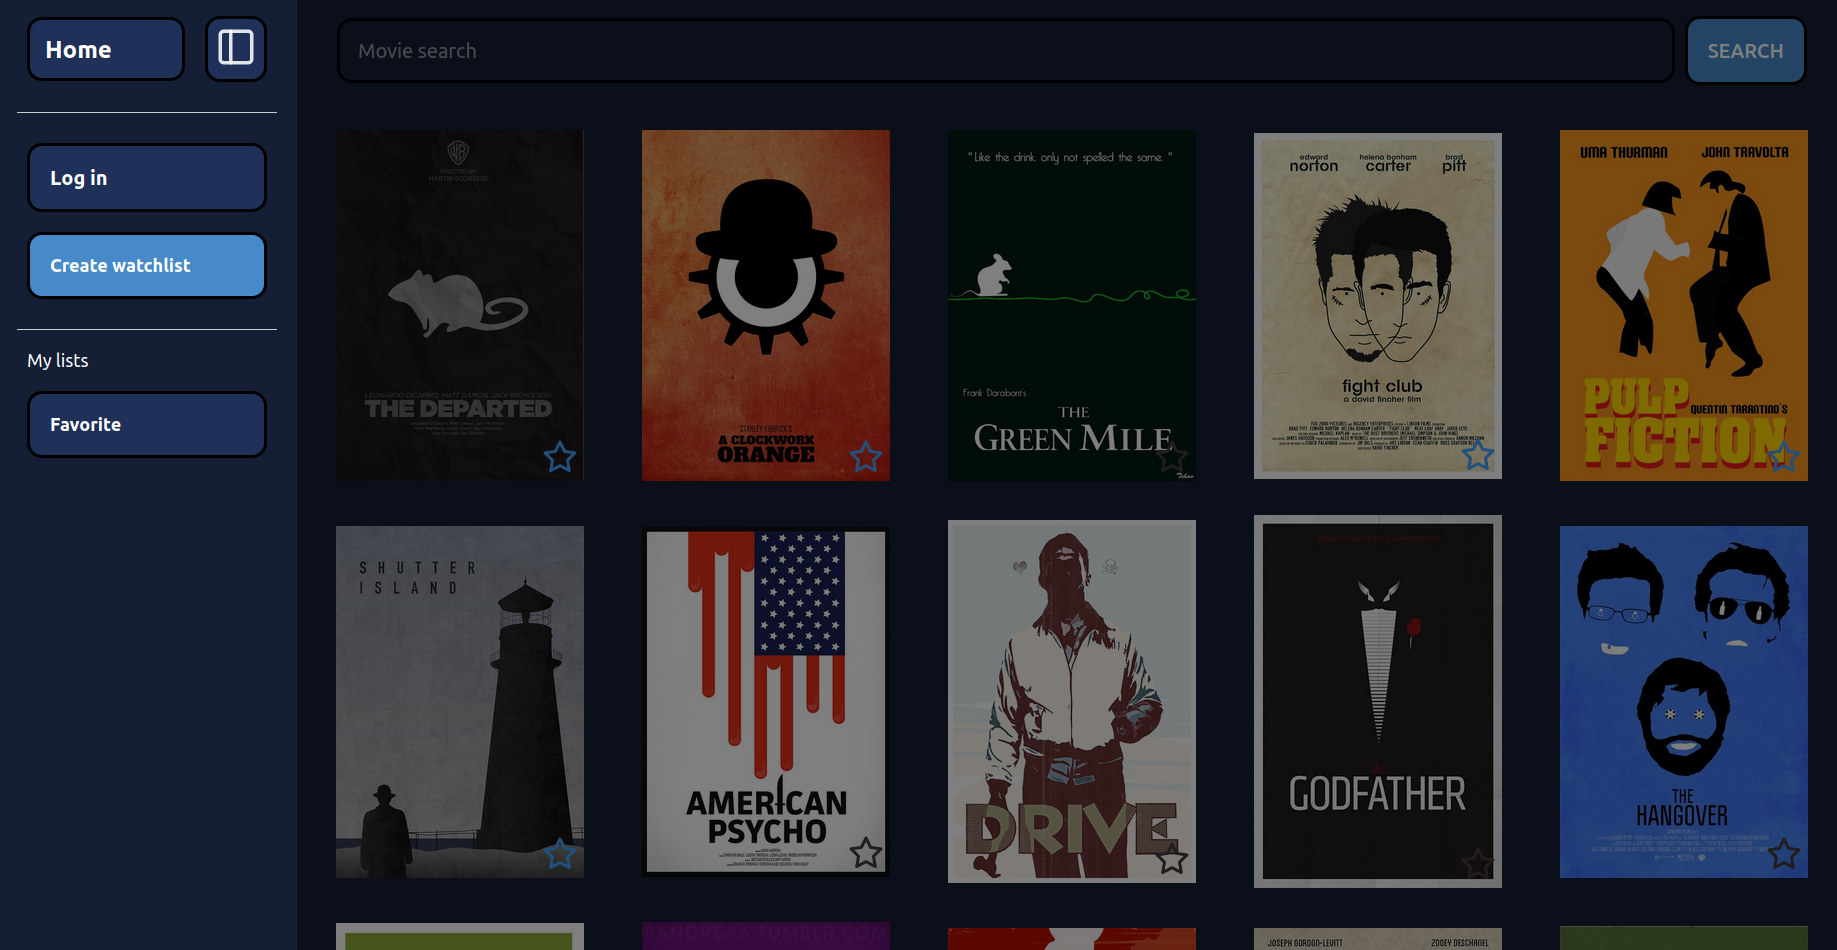 Home
Movie search
SEARCH
Log in
Create watchlist
My lists
Favorite
WB
DIRECTED BY
MARTIN SCORSESE
LEONARDO DICAPRIO, MATT DAMON, JACK NICHOLSON
THE DEPARTED
STANLEY KUBRICK'S
A CLOCKWORK
ORANGE
"Like the drink, only not spelled the same."
Frank Darabont's
THE
GREEN MILE
edward
norton
helena bonham
carter
brad
pitt
fight club
a david fincher film
UMA THURMAN
JOHN TRAVOLTA
PULP
QUENTIN TARANTINO'S
FICTION
SHUTTER
ISLAND
AMERICAN
PSYCHO
DRIVE
the
GODFATHER
THE
HANGOVER
JOSEPH GORDON-LEVITT
ZOOEY DESCHANEL